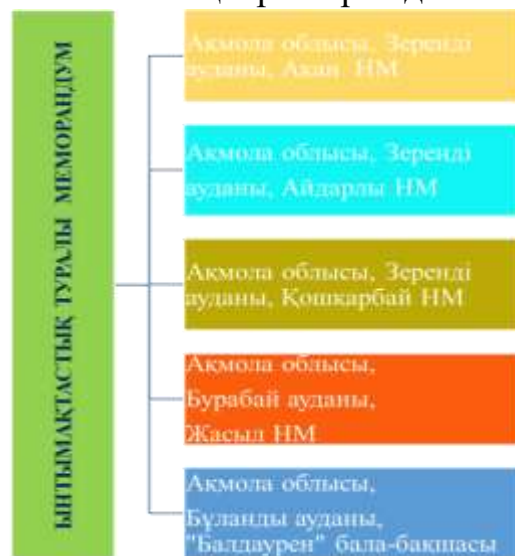 ЫНТЫМАҚТАСТЫҚ ТУРАЛЫ МЕМОРАНДУМ
Ақмола облысы, Зеренді
ауданы, Ақан НМ
Ақмола облысы, Зеренді
ауданы, Айдарлы НМ
Ақмола облысы, Зеренді
ауданы, Қошкарбай НМ
Ақмола облысы,
Бурабай ауданы,
Жасыл НМ
Ақмола облысы,
Бұланды ауданы,
"Балдаурен" бала-бақшасы